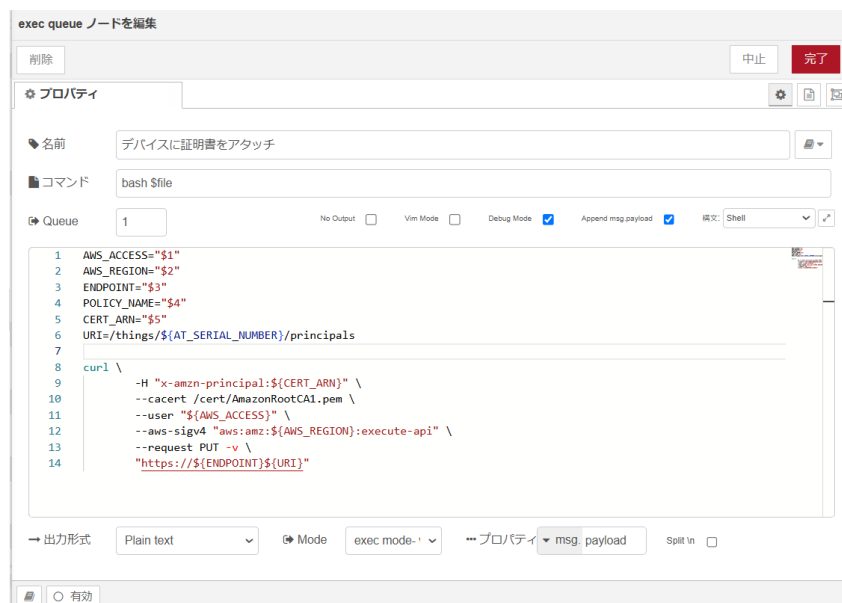 exec queue ノードを編集
削除 中止 完了
プロパティ
名前 デバイスに証明書をアタッチ
コマンド bash $file
Queue 1 No Output Vim Mode Debug Mode Append msg.payload 構文: Shell
1 AWS_ACCESS="$1"
2 AWS_REGION="$2"
3 ENDPOINT="$3"
4 POLICY_NAME="$4"
5 CERT_ARN="$5"
6 URI=/things/${AT_SERIAL_NUMBER}/principals
7
8 curl \
9 -H "x-amzn-principal:${CERT_ARN}" \
10 --cacert /cert/AmazonRootCA1.pem \
11 --user "${AWS_ACCESS}" \
12 --aws-sigv4 "aws:amz:${AWS_REGION}:execute-api" \
13 --request PUT -v \
14 "https://${ENDPOINT}${URI}"
出力形式 Plain text Mode exec mode- プロパティ msg. payload Split \n
有効